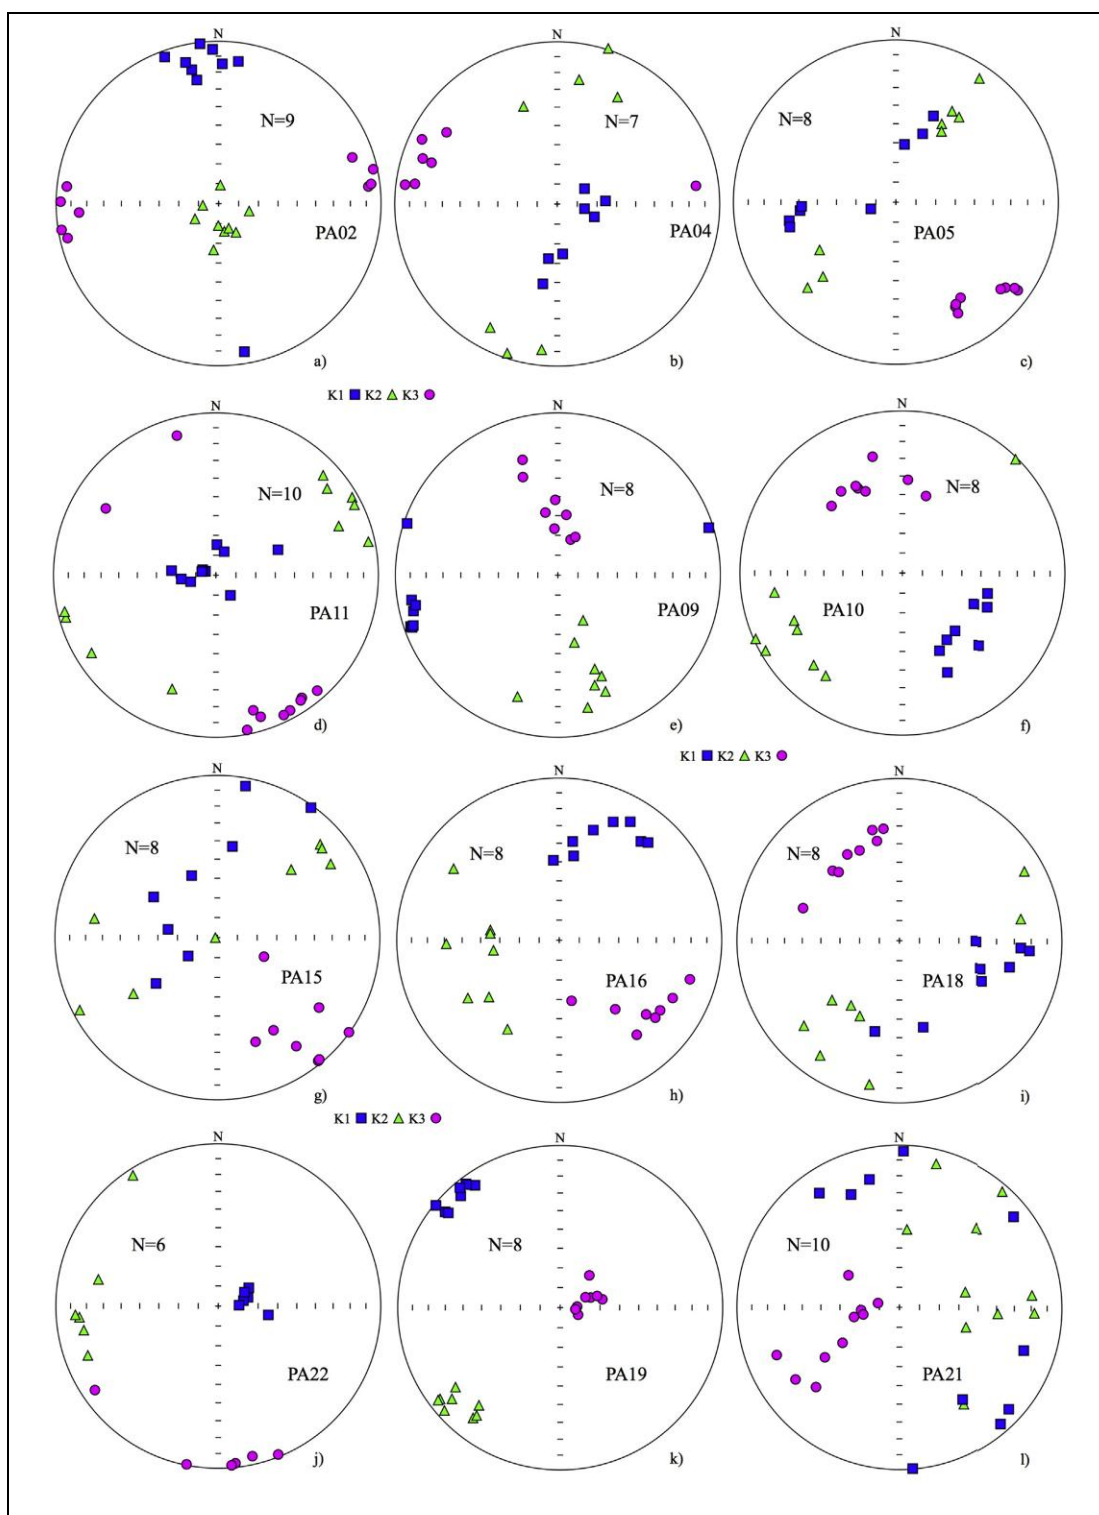 N N N
N=9
N=7
N=8
PA02 PA04 PA05
a) b) c)
K1 K2 K3
N N N
N=10 N=8 N=8
PA11 PA09 PA10
d) e) f)
K1 K2 K3
N N N
N=8 N=8 N=8
PA15 PA16 PA18
g) h) i)
K1 K2 K3
N N N
N=6 N=8 N=10
PA22 PA19 PA21
j) k) l)